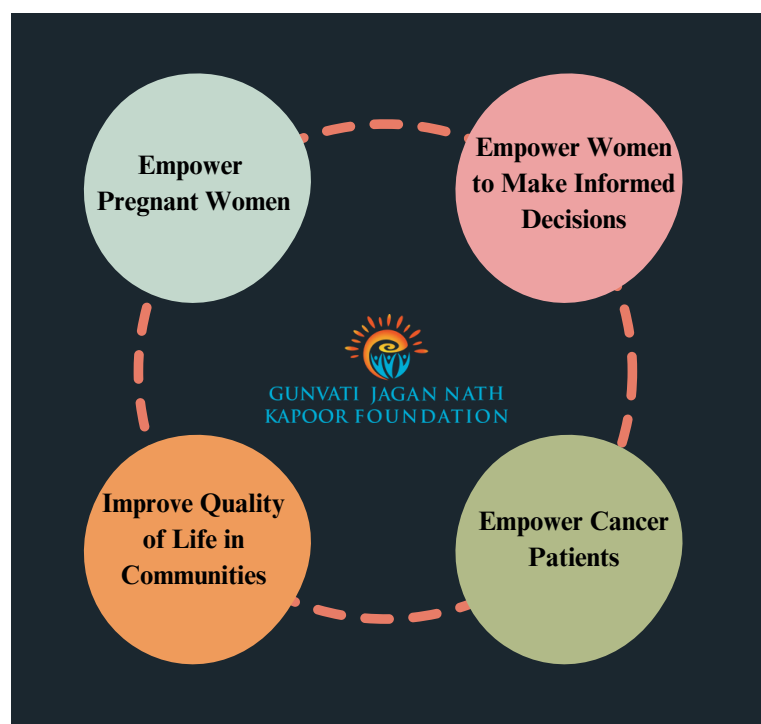 Empower
Pregnant Women
Empower Women
to Make Informed
Decisions
GUNVATI JAGAN NATH
KAPOOR FOUNDATION
Improve Quality
of Life in
Communities
Empower Cancer
Patients